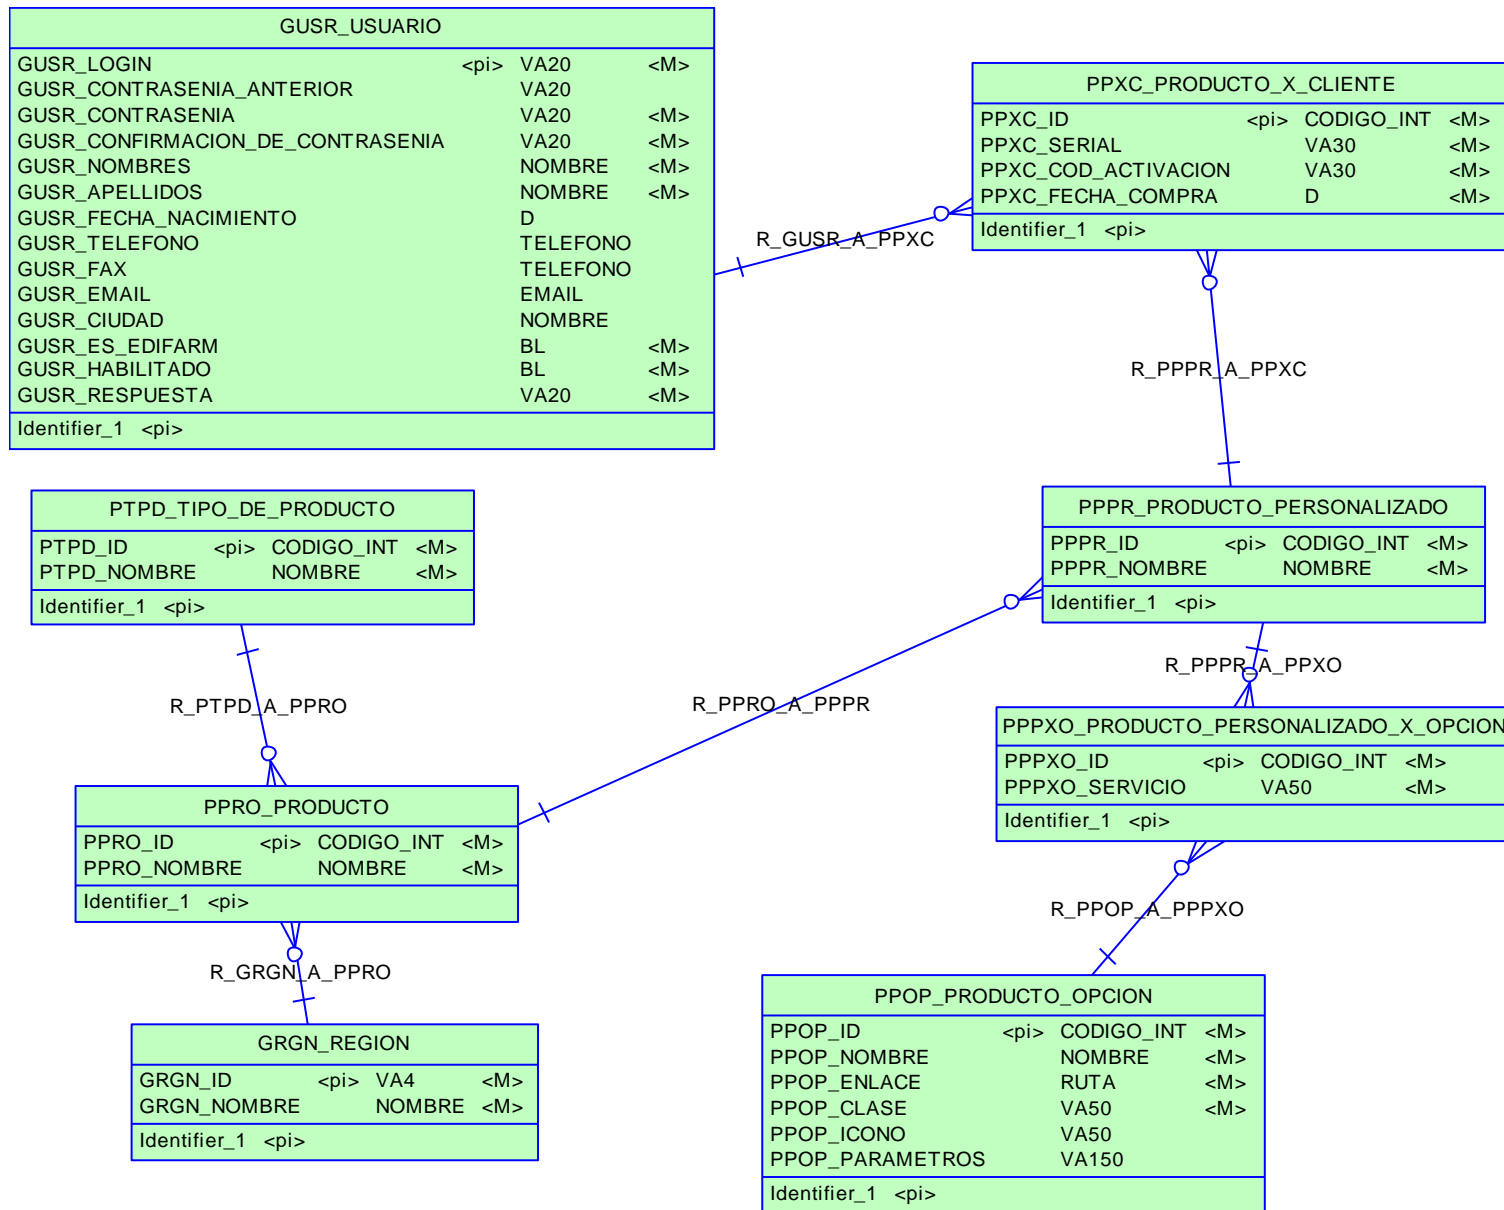 GUSR_USUARIO
GUSR_LOGIN <pi> VA20 <M>
GUSR_CONTRASENIA_ANTERIOR VA20
GUSR_CONTRASENIA VA20 <M>
GUSR_CONFIRMACION_DE_CONTRASENIA VA20 <M>
GUSR_NOMBRES NOMBRE <M>
GUSR_APELLIDOS NOMBRE <M>
GUSR_FECHA_NACIMIENTO D
GUSR_TELEFONO TELEFONO
GUSR_FAX TELEFONO
GUSR_EMAIL EMAIL
GUSR_CIUDAD NOMBRE
GUSR_ES_EDIFARM BL <M>
GUSR_HABILITADO BL <M>
GUSR_RESPUESTA VA20 <M>
Identifier_1 <pi>
PPXC_PRODUCTO_X_CLIENTE
PPXC_ID <pi> CODIGO_INT <M>
PPXC_SERIAL VA30 <M>
PPXC_COD_ACTIVACION VA30 <M>
PPXC_FECHA_COMPRA D <M>
Identifier_1 <pi>
R_GUSR_A_PPXC
R_PPPR_A_PPXC
PTPD_TIPO_DE_PRODUCTO
PTPD_ID <pi> CODIGO_INT <M>
PTPD_NOMBRE NOMBRE <M>
Identifier_1 <pi>
PPPR_PRODUCTO_PERSONALIZADO
PPPR_ID <pi> CODIGO_INT <M>
PPPR_NOMBRE NOMBRE <M>
Identifier_1 <pi>
R_PTPD_A_PPRO
R_PPRO_A_PPPR
R_PPPR_A_PPXO
PPPXO_PRODUCTO_PERSONALIZADO_X_OPCION
PPPXO_ID <pi> CODIGO_INT <M>
PPPXO_SERVICIO VA50 <M>
Identifier_1 <pi>
PPRO_PRODUCTO
PPRO_ID <pi> CODIGO_INT <M>
PPRO_NOMBRE NOMBRE <M>
Identifier_1 <pi>
R_PPOP_A_PPPXO
R_GRGN_A_PPRO
GRGN_REGION
GRGN_ID <pi> VA4 <M>
GRGN_NOMBRE NOMBRE <M>
Identifier_1 <pi>
PPOP_PRODUCTO_OPCION
PPOP_ID <pi> CODIGO_INT <M>
PPOP_NOMBRE NOMBRE <M>
PPOP_ENLACE RUTA <M>
PPOP_CLASE VA50 <M>
PPOP_ICONO VA50
PPOP_PARAMETROS VA150
Identifier_1 <pi>